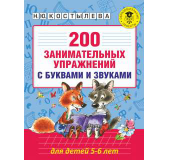 Н.Ю.КОСТЫЛЕВА
200
ЗАНИМАТЕЛЬНЫХ
УПРАЖНЕНИЙ
С БУКВАМИ И ЗВУКАМИ
для детей 5-6 лет